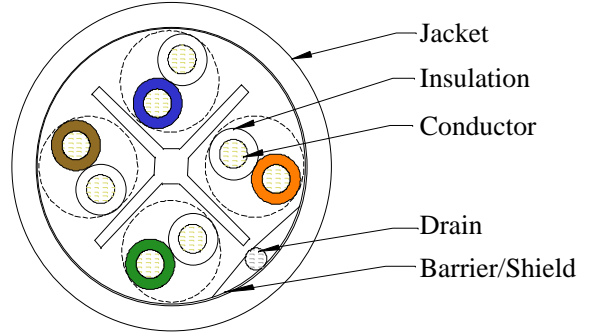 Jacket
Insulation
Conductor
Drain
Barrier/Shield